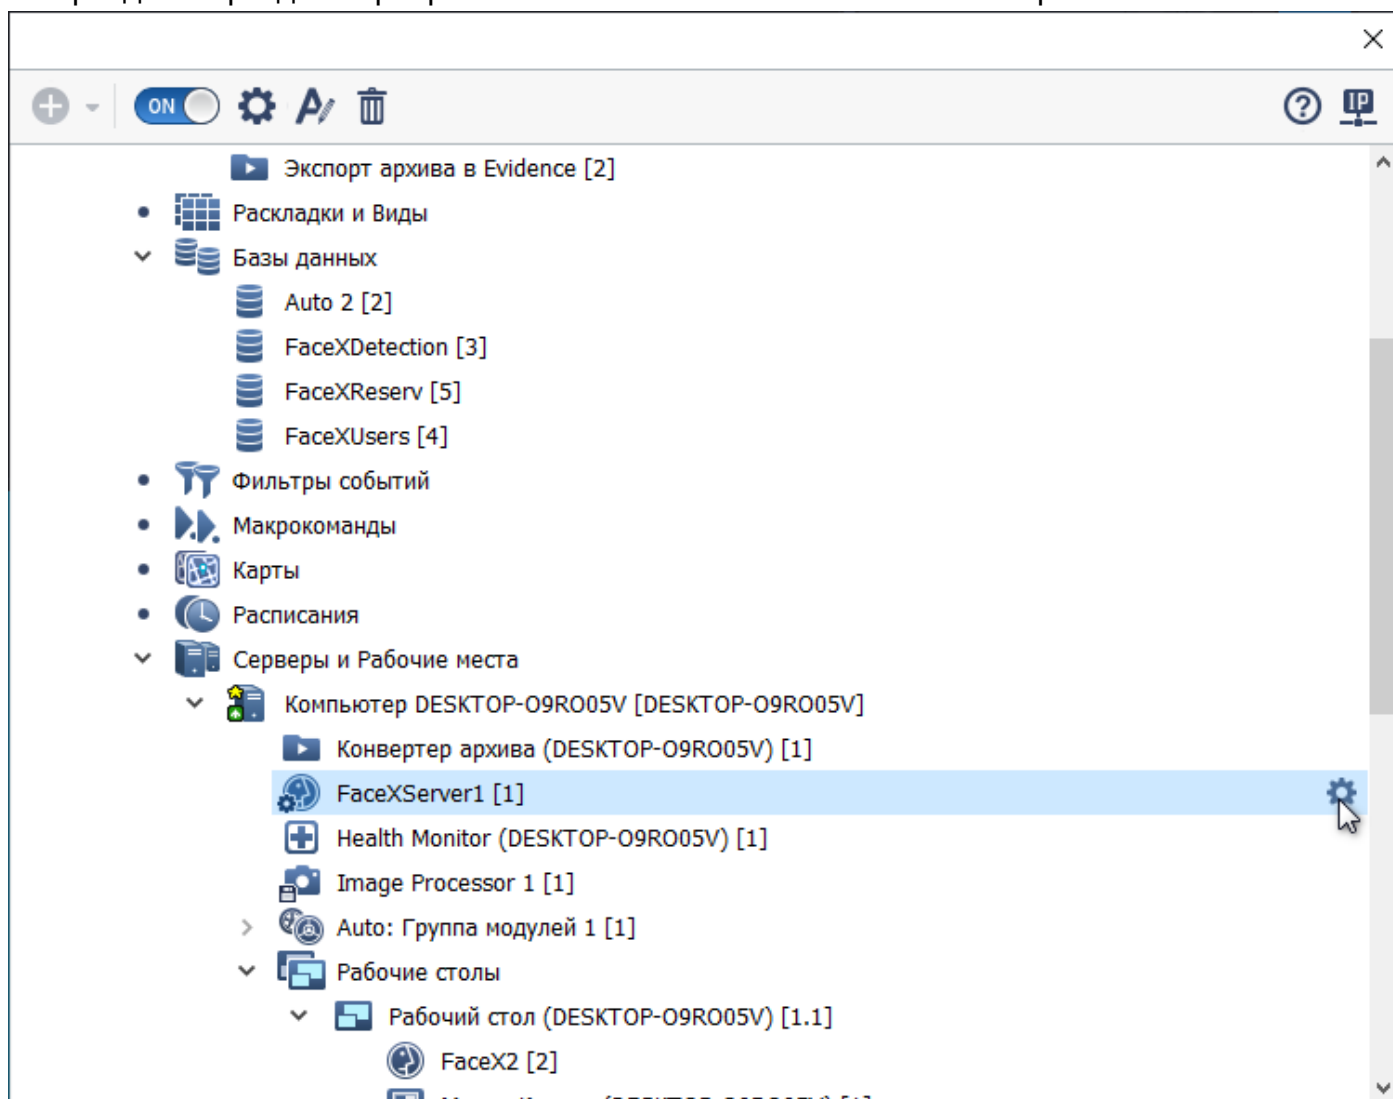 ON
IP
Экспорт архива в Evidence [2]
Раскладки и Виды
Базы данных
Auto 2 [2]
FaceXDetection [3]
FaceXReserv [5]
FaceXUsers [4]
Фильтры событий
Макрокоманды
Карты
Расписания
Серверы и Рабочие места
Компьютер DESKTOP-O9RO05V [DESKTOP-O9RO05V]
Конвертер архива (DESKTOP-O9RO05V) [1]
FaceXServer1 [1]
Health Monitor (DESKTOP-O9RO05V) [1]
Image Processor 1 [1]
Auto: Группа модулей 1 [1]
Рабочие столы
Рабочий стол (DESKTOP-O9RO05V) [1.1]
FaceX2 [2]